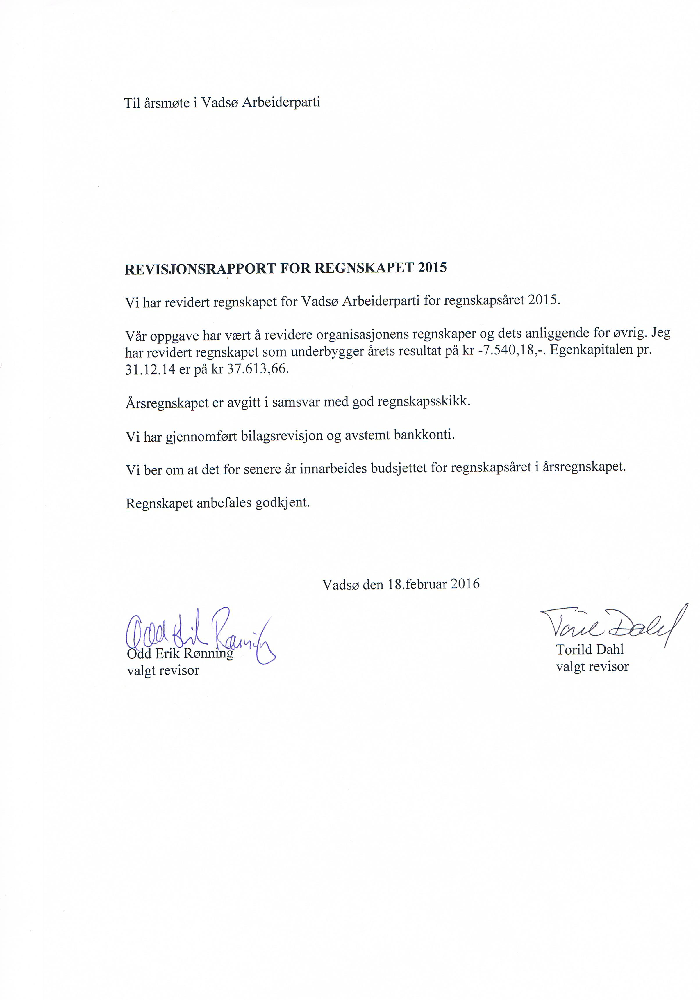 Til årsmøte i Vadsø Arbeiderparti
REVISJONSRAPPORT FOR REGNSKAPET 2015
Vi har revidert regnskapet for Vadsø Arbeiderparti for regnskapsåret 2015.
Vår oppgave har vært å revidere organisasjonens regnskaper og dets anliggende for øvrig. Jeg
har revidert regnskapet som underbygger årets resultat på kr -7.540,18,-. Egenkapitalen pr.
31.12.14 er på kr 37.613,66.
Årsregnskapet er avgitt i samsvar med god regnskapsskikk.
Vi har gjennomført bilagsrevisjon og avstemt bankkonti.
Vi ber om at det for senere år innarbeides budsjettet for regnskapsåret i årsregnskapet.
Regnskapet anbefales godkjent.
Vadsø den 18.februar 2016
Odd Erik Rønning
Odd Erik Rønning
valgt revisor
Torild Dahl
Torild Dahl
valgt revisor